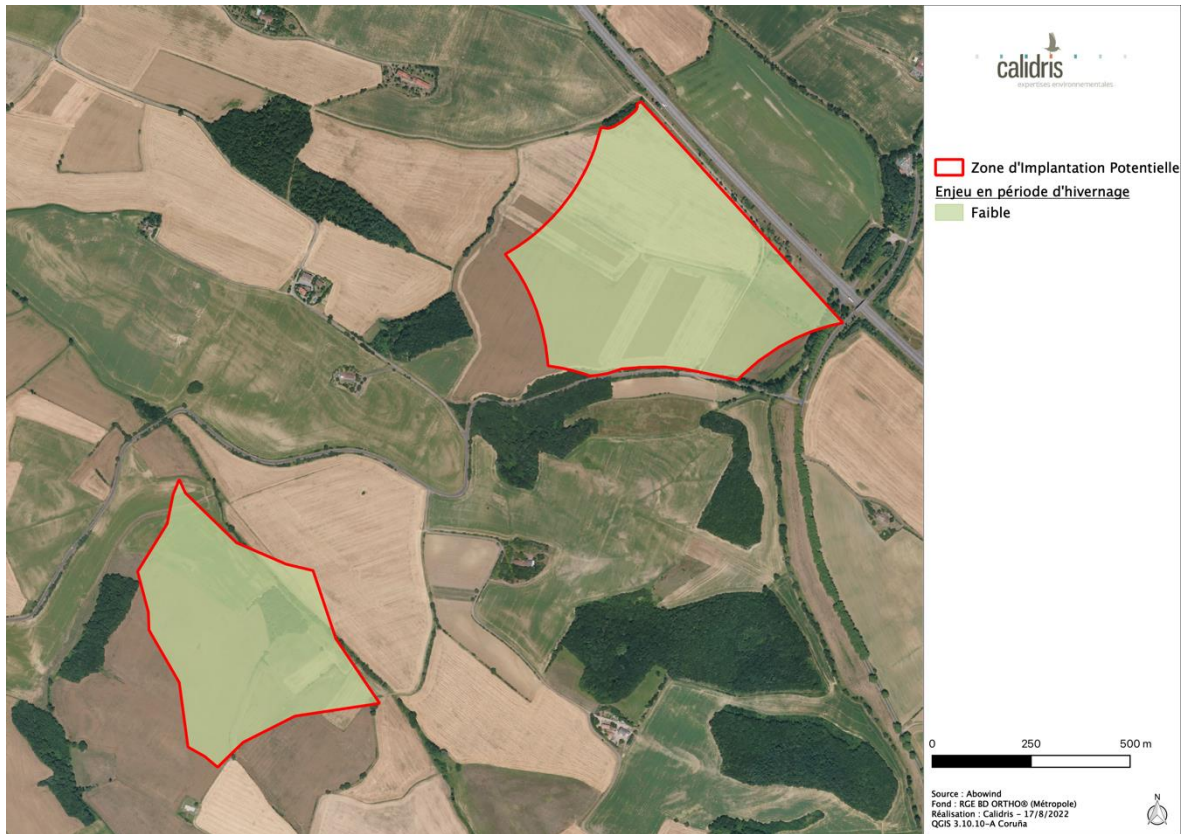 calidris
expertises environnementales
Zone d'Implantation Potentielle
Enjeu en période d'hivernage
Faible
0 250 500 m
Source : Abowind
Fond : RGE BD ORTHO® (Métropole)
Réalisation : Calidris - 17/8/2022
QGIS 3.10.10-A Coruña
N